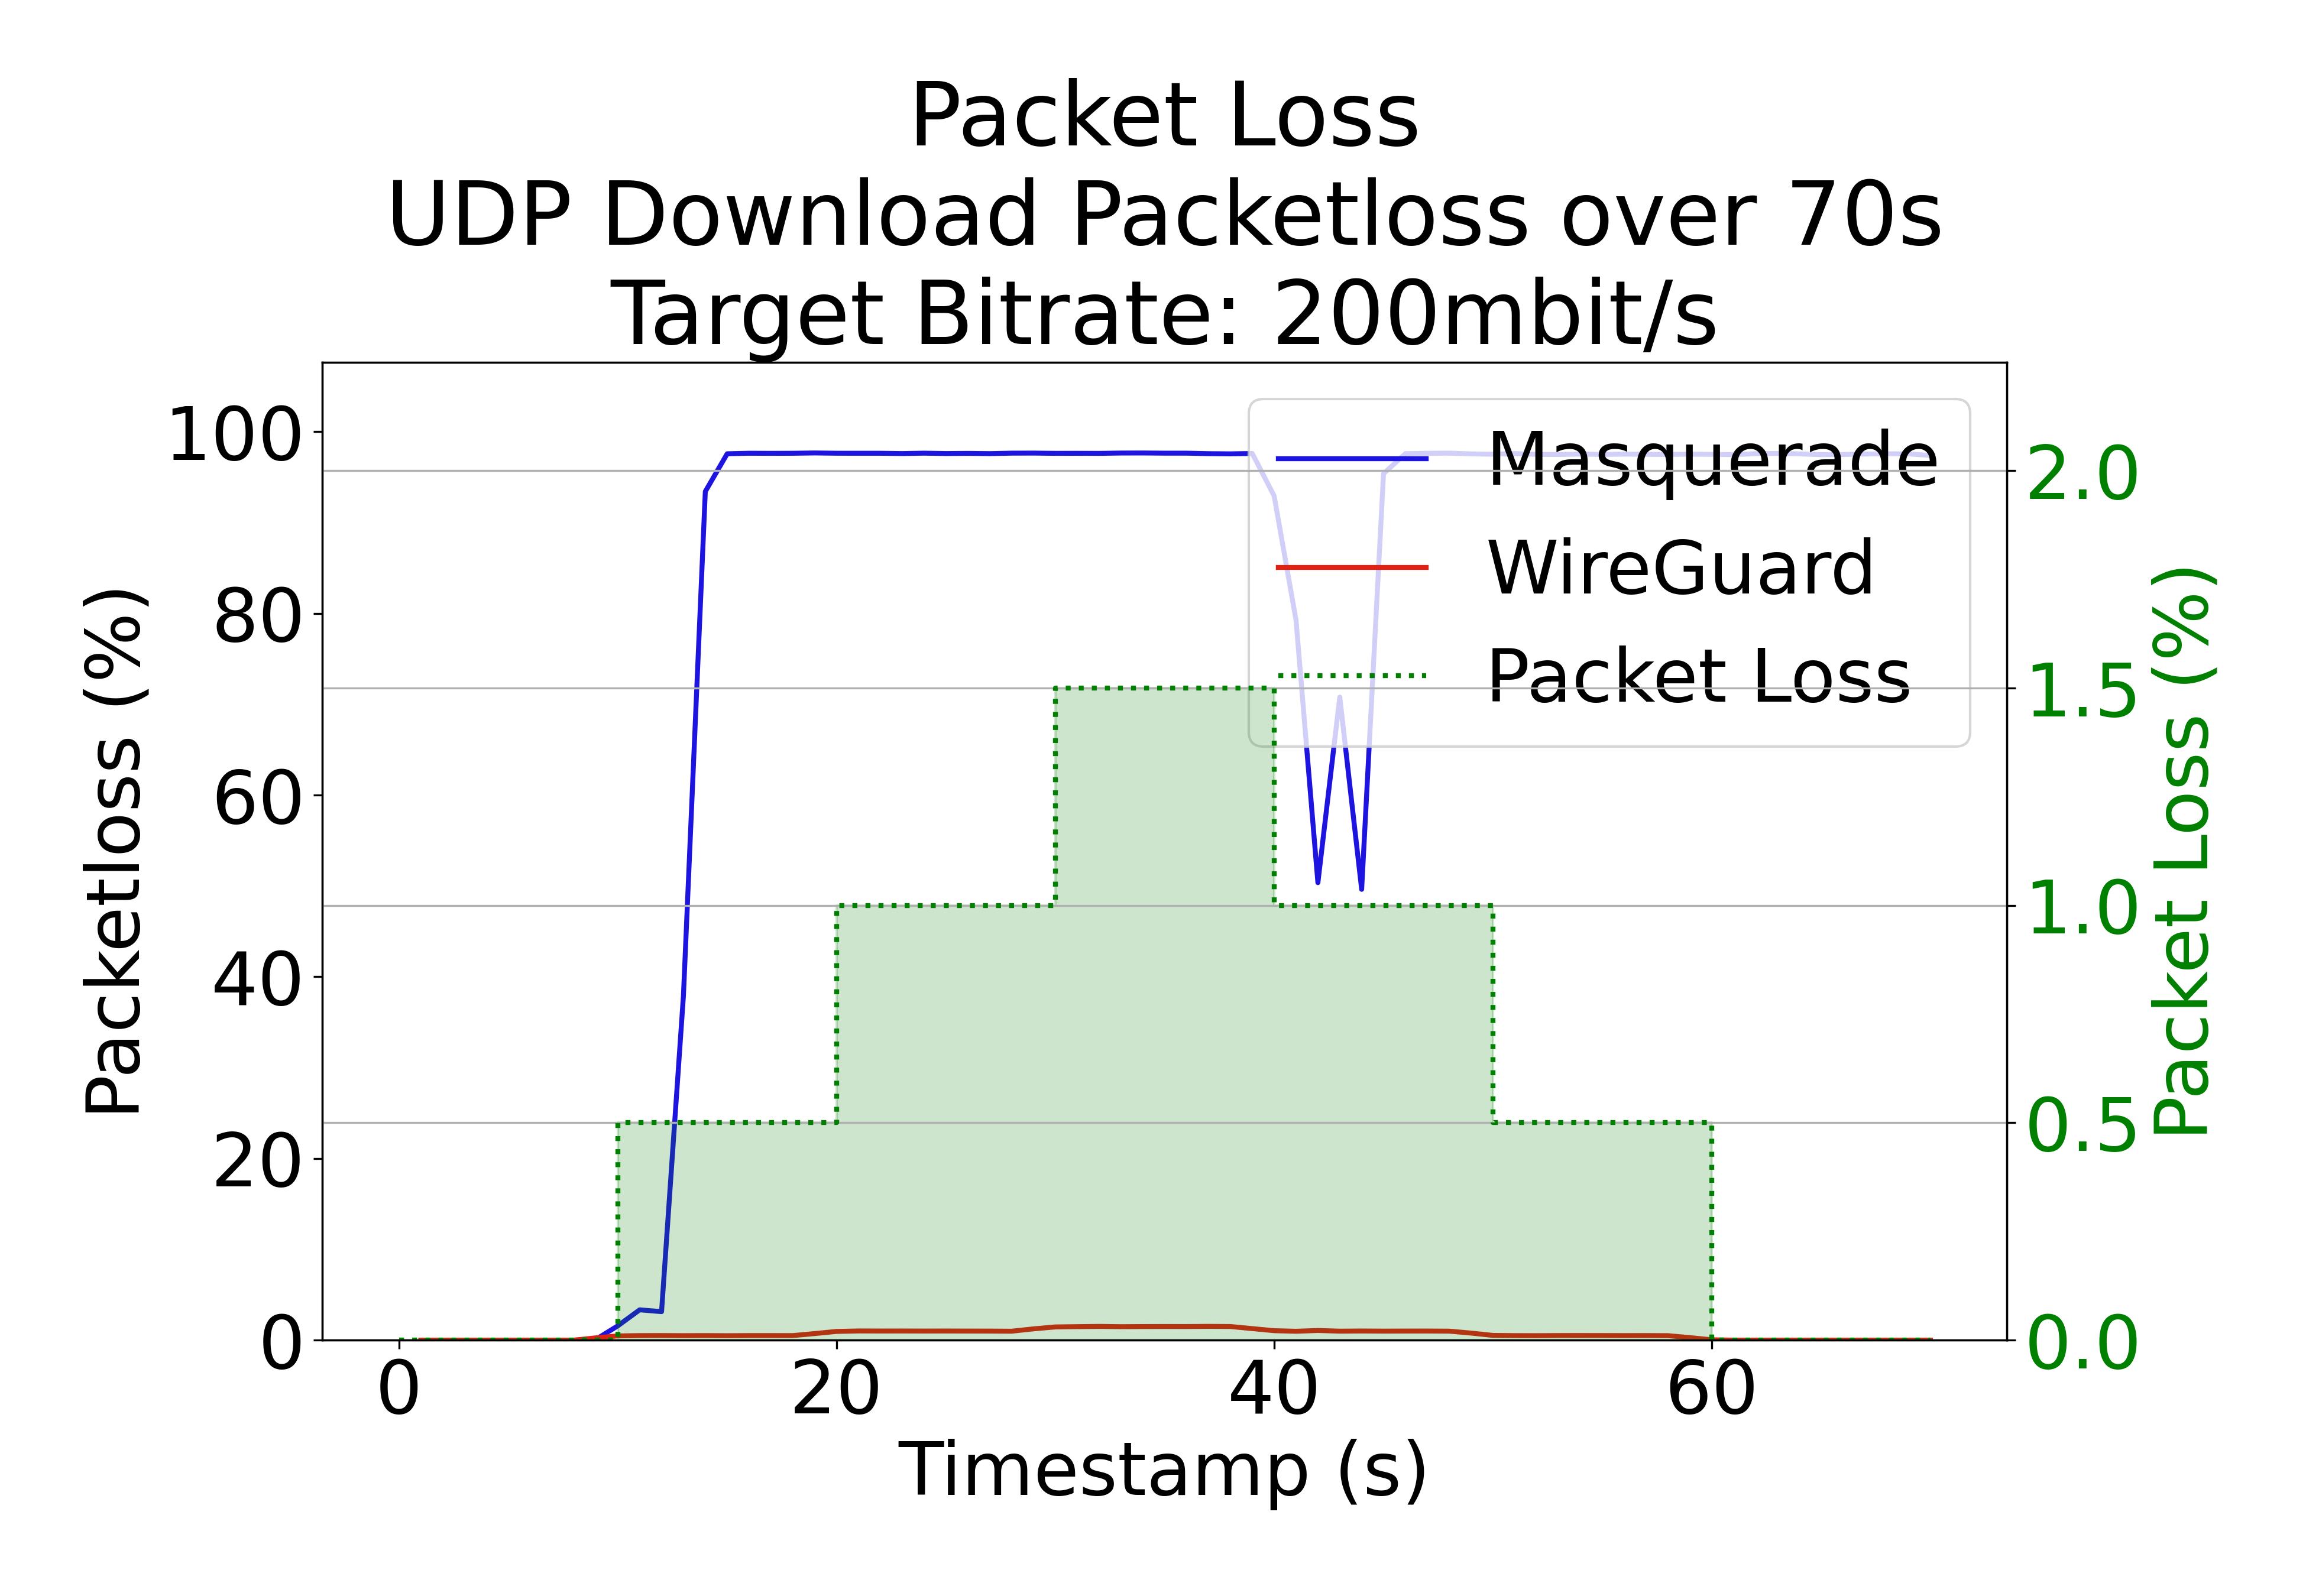 Packet Loss
UDP Download Packetloss over 70s
Target Bitrate: 200mbit/s
100
80
60
40
20
0
Packetloss (%)
Masquerade
WireGuard
Packet Loss
2.0
1.5
1.0
0.5
0.0
Packet Loss (%)
0 20 40 60
Timestamp (s)